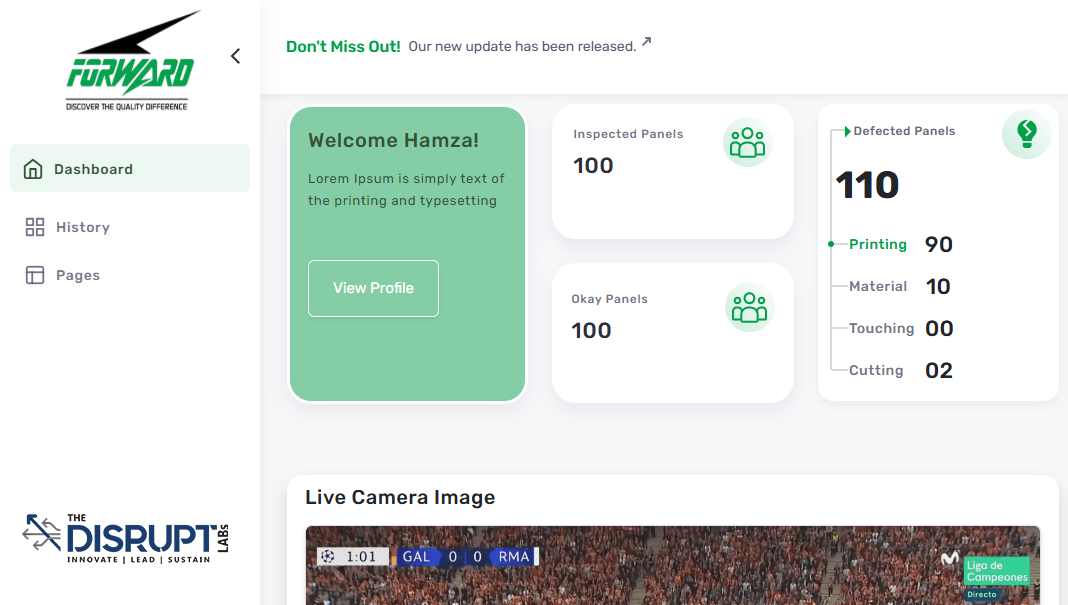 FORWARD
DISCOVER THE QUALITY DIFFERENCE
Dashboard
History
Pages
THE
DISRUPT
LABS
INNOVATE | LEAD | SUSTAIN
Don't Miss Out! Our new update has been released.
Welcome Hamza!
Lorem Ipsum is simply text of
the printing and typesetting
View Profile
Inspected Panels
100
Okay Panels
100
Defected Panels
110
Printing 90
Material 10
Touching 00
Cutting 02
Live Camera Image
1:01 GAL 0 0 RMA
Liga de
Campeones
Directo